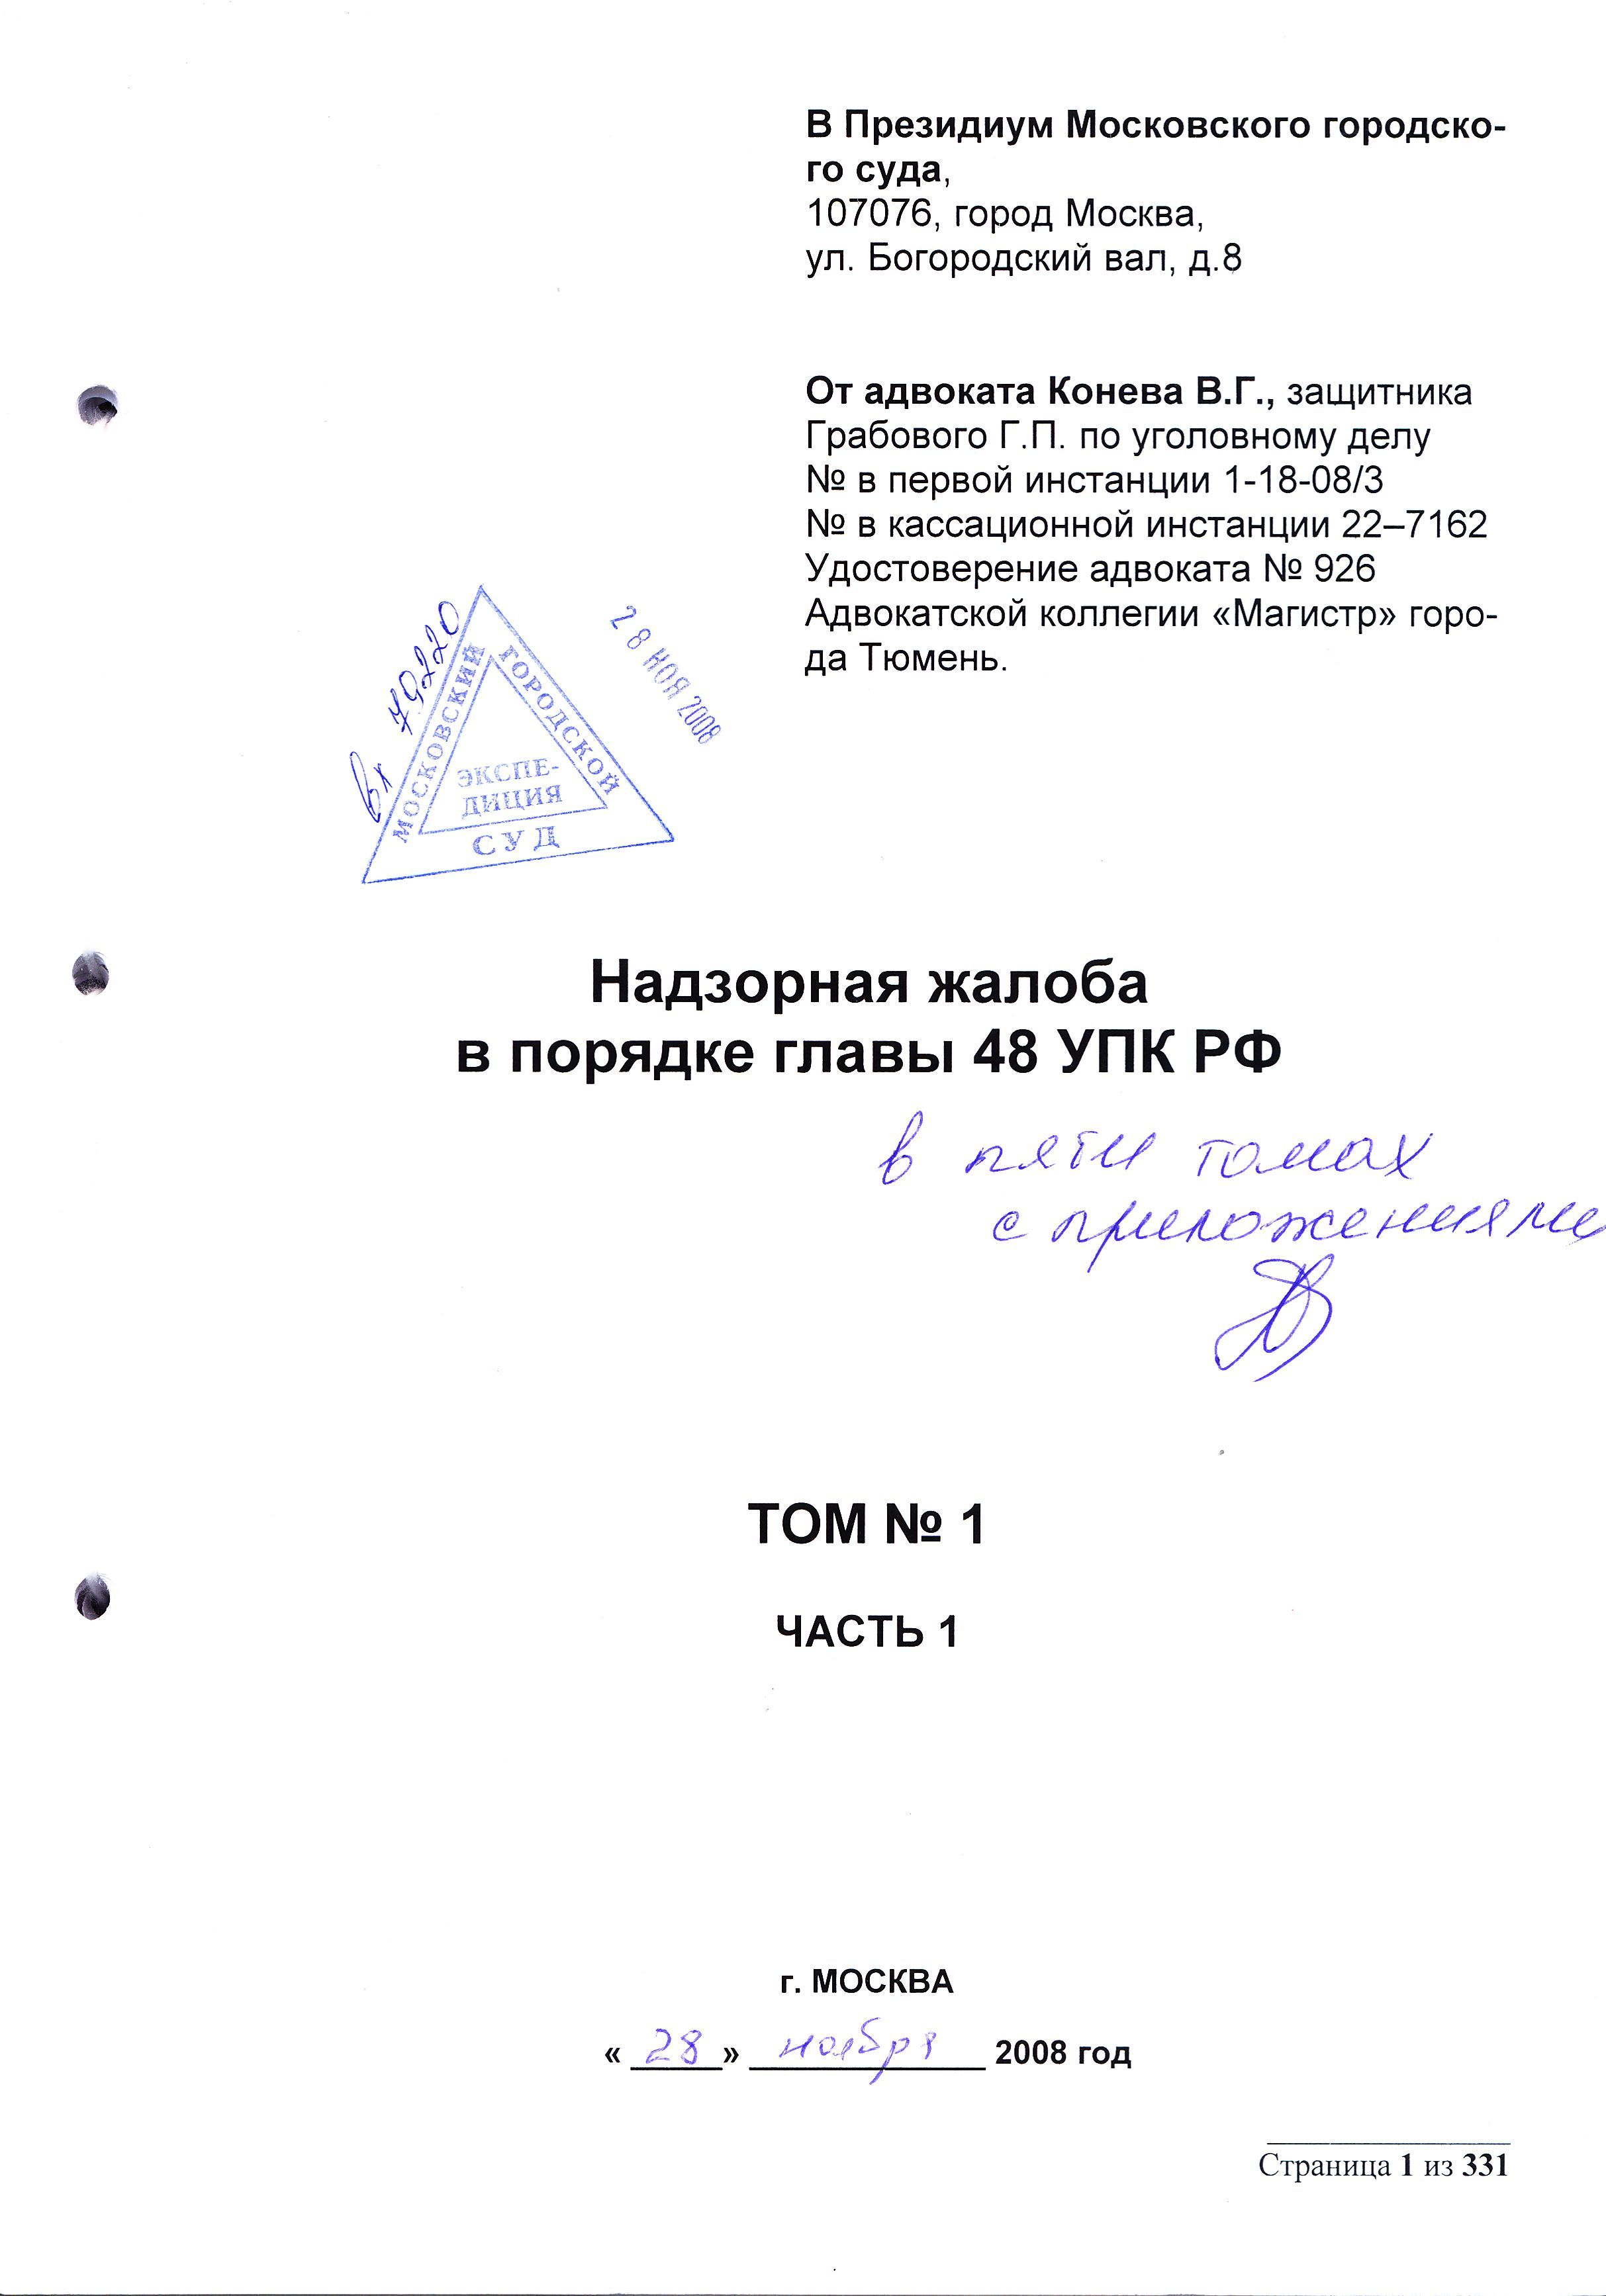 В Президиум Московского городско-
го суда,
107076, город Москва,
ул. Богородский вал, д.8
От адвоката Конева В.Г., защитника
Грабового Г.П. по уголовному делу
№ в первой инстанции 1-18-08/3
№ в кассационной инстанции 22–7162
Удостоверение адвоката № 926
Адвокатской коллегии «Магистр» горо-
да Тюмень.
Вх 79220
МОСКОВСКИЙ
ГОРОДСКОЙ
СУД
ЭКСПЕ-
ДИЦИЯ
28 НОЯ 2008
Надзорная жалоба
в порядке главы 48 УПК РФ
в пяти томах
с приложениями
ТОМ № 1
ЧАСТЬ 1
г. МОСКВА
« 28 » ноября 2008 год
Страница 1 из 331